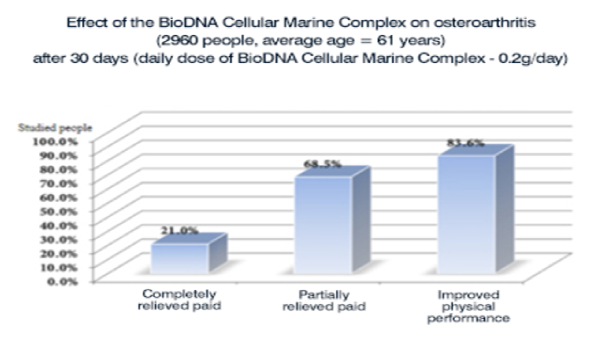 Effect of the BioDNA Cellular Marine Complex on osteoarthritis
(2960 people, average age = 61 years)
after 30 days (daily dose of BioDNA Cellular Marine Complex - 0.2g/day)
Studied people
100.0%
90.0%
80.0%
70.0%
60.0%
50.0%
40.0%
30.0%
20.0%
10.0%
0.0%
21.0%
68.5%
83.6%
Completely
relieved paid
Partially
relieved paid
Improved
physical
performance